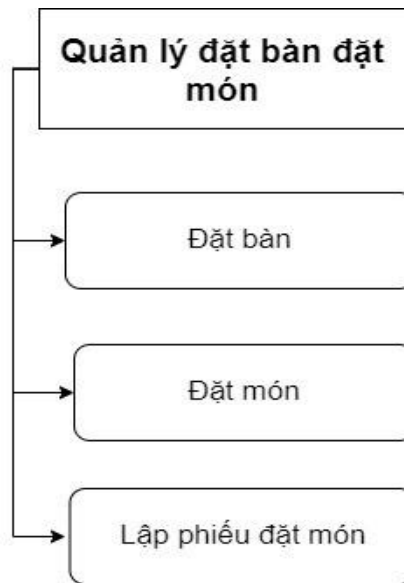 Quản lý đặt bàn đặt
món
Đặt bàn
Đặt món
Lập phiếu đặt món